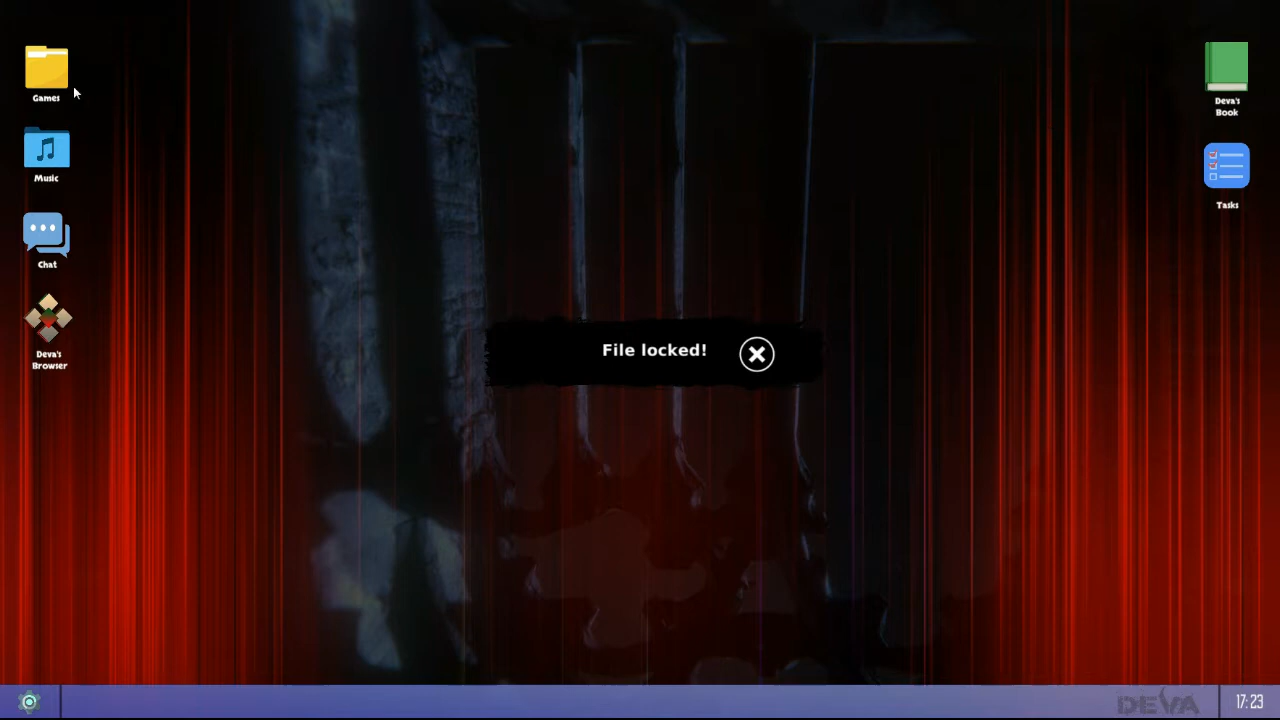 Games
Music
Chat
Deva's
Browser
File locked!
Deva's
Book
Tasks
DEVA
17:23